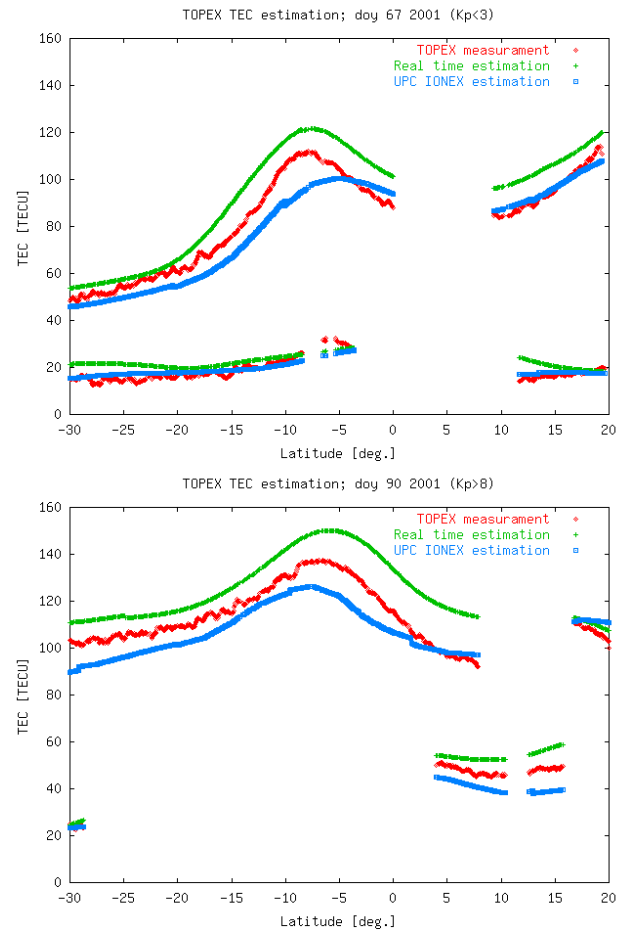 TOPEX TEC estimation; doy 67 2001 (Kp<3)
TOPEX measurament
Real time estimation
UPC IONEX estimation
TEC [TECU]
160
140
120
100
80
60
40
20
0
-30 -25 -20 -15 -10 -5 0 5 10 15 20
Latitude [deg.]
TOPEX TEC estimation; doy 90 2001 (Kp>8)
TOPEX measurament
Real time estimation
UPC IONEX estimation
TEC [TECU]
160
140
120
100
80
60
40
20
0
-30 -25 -20 -15 -10 -5 0 5 10 15 20
Latitude [deg.]